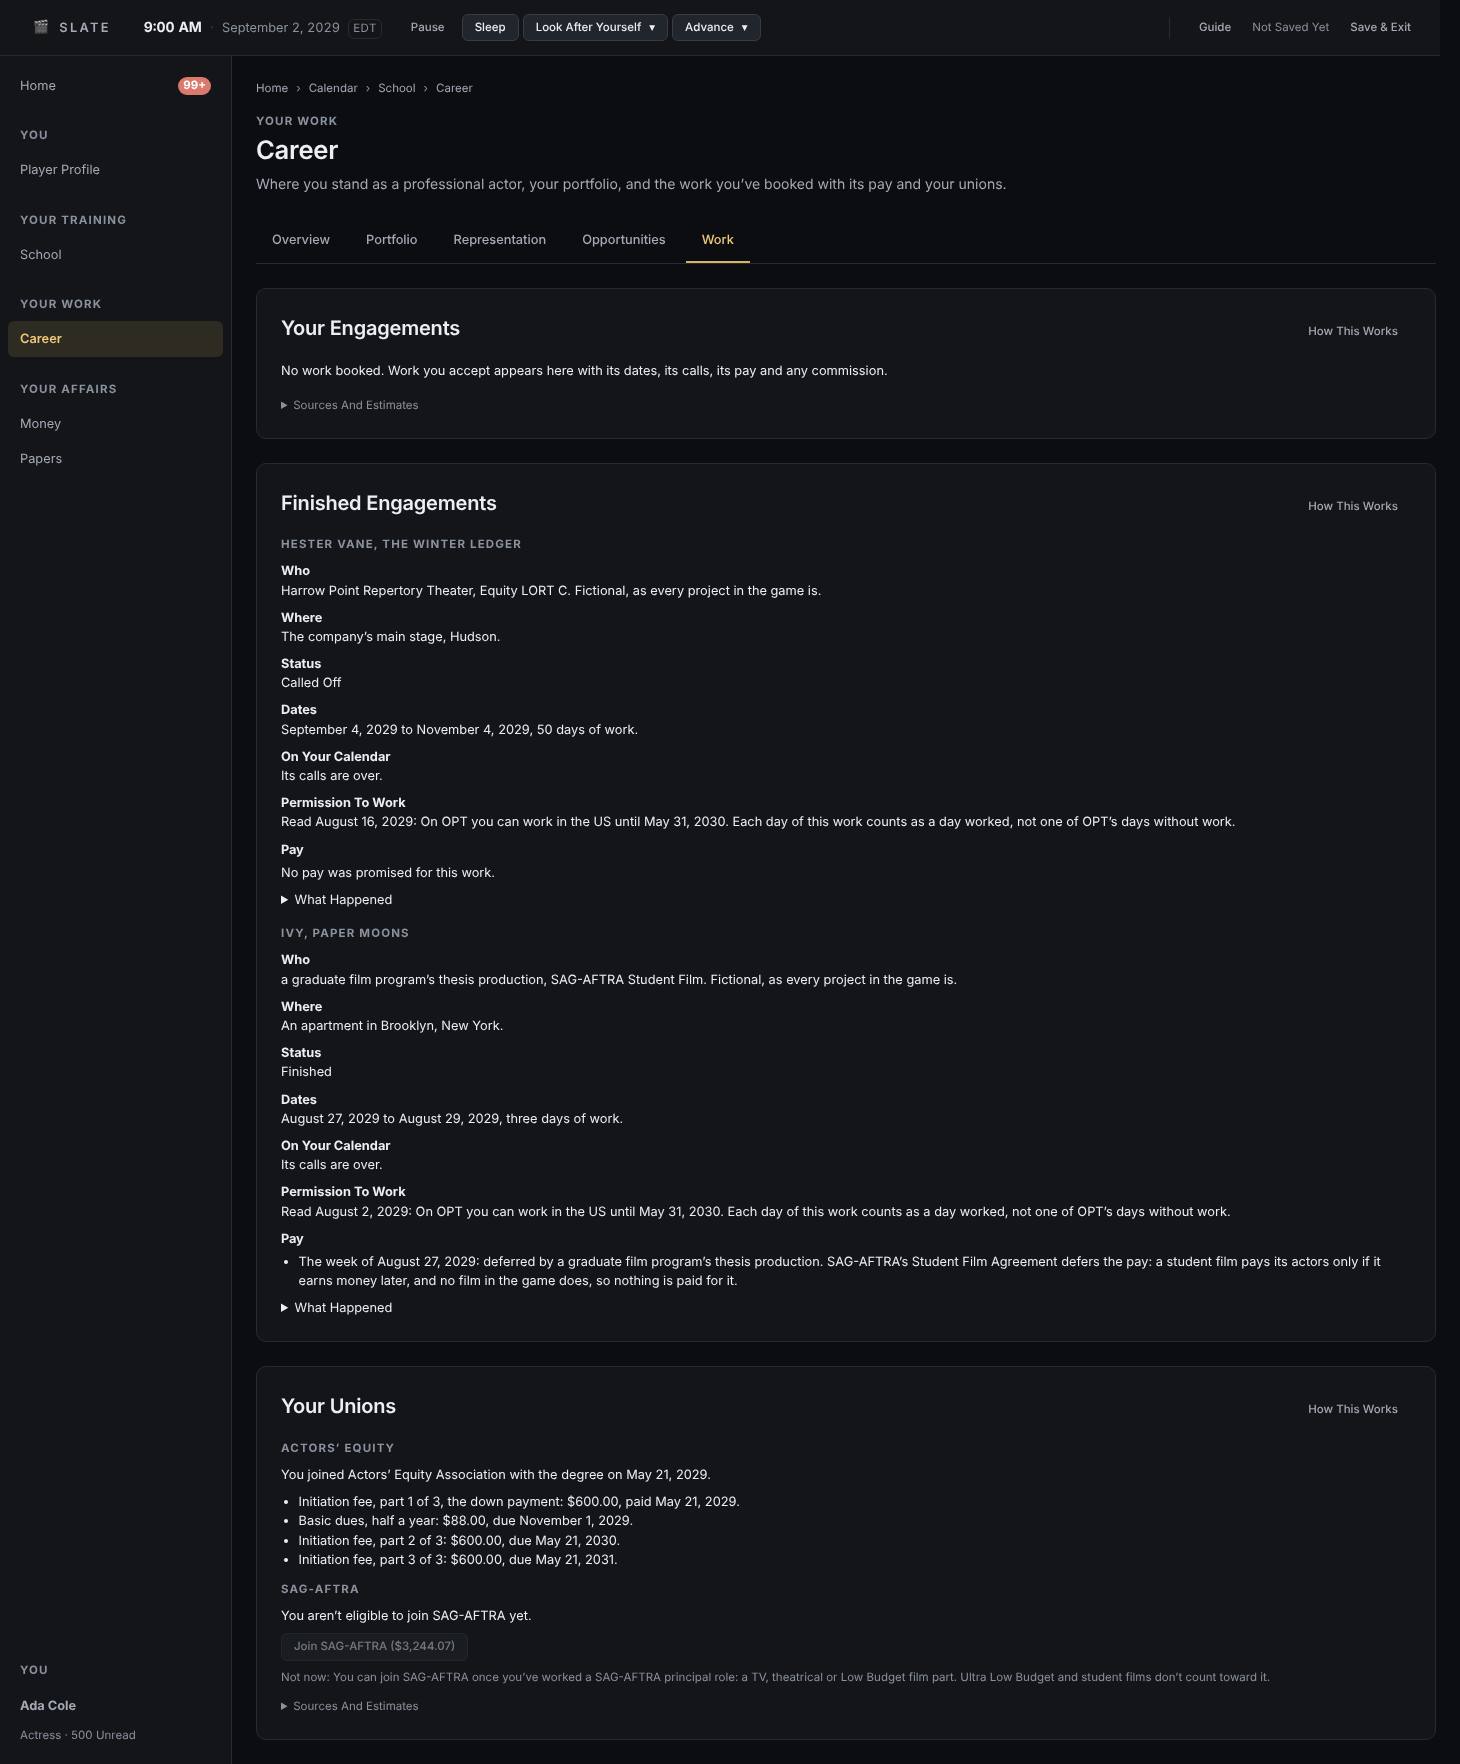 SLATE
9:00 AM · September 2, 2029 EDT
Pause
Sleep
Look After Yourself ▾
Advance ▾
Guide
Not Saved Yet
Save & Exit
Home
99+
YOU
Player Profile
YOUR TRAINING
School
YOUR WORK
Career
YOUR AFFAIRS
Money
Papers
YOU
Ada Cole
Actress · 500 Unread
Home › Calendar › School › Career
YOUR WORK
Career
Where you stand as a professional actor, your portfolio, and the work you’ve booked with its pay and your unions.
Overview
Portfolio
Representation
Opportunities
Work
Your Engagements
How This Works
No work booked. Work you accept appears here with its dates, its calls, its pay and any commission.
▶ Sources And Estimates
Finished Engagements
How This Works
HESTER VANE, THE WINTER LEDGER
Who
Harrow Point Repertory Theater, Equity LORT C. Fictional, as every project in the game is.
Where
The company’s main stage, Hudson.
Status
Called Off
Dates
September 4, 2029 to November 4, 2029, 50 days of work.
On Your Calendar
Its calls are over.
Permission To Work
Read August 16, 2029: On OPT you can work in the US until May 31, 2030. Each day of this work counts as a day worked, not one of OPT’s days without work.
Pay
No pay was promised for this work.
▶ What Happened
IVY, PAPER MOONS
Who
a graduate film program’s thesis production, SAG-AFTRA Student Film. Fictional, as every project in the game is.
Where
An apartment in Brooklyn, New York.
Status
Finished
Dates
August 27, 2029 to August 29, 2029, three days of work.
On Your Calendar
Its calls are over.
Permission To Work
Read August 2, 2029: On OPT you can work in the US until May 31, 2030. Each day of this work counts as a day worked, not one of OPT’s days without work.
Pay
• The week of August 27, 2029: deferred by a graduate film program’s thesis production. SAG-AFTRA’s Student Film Agreement defers the pay: a student film pays its actors only if it
earns money later, and no film in the game does, so nothing is paid for it.
▶ What Happened
Your Unions
How This Works
ACTORS’ EQUITY
You joined Actors’ Equity Association with the degree on May 21, 2029.
• Initiation fee, part 1 of 3, the down payment: $600.00, paid May 21, 2029.
• Basic dues, half a year: $88.00, due November 1, 2029.
• Initiation fee, part 2 of 3: $600.00, due May 21, 2030.
• Initiation fee, part 3 of 3: $600.00, due May 21, 2031.
SAG-AFTRA
You aren’t eligible to join SAG-AFTRA yet.
Join SAG-AFTRA ($3,244.07)
Not now: You can join SAG-AFTRA once you’ve worked a SAG-AFTRA principal role: a TV, theatrical or Low Budget film part. Ultra Low Budget and student films don’t count toward it.
▶ Sources And Estimates